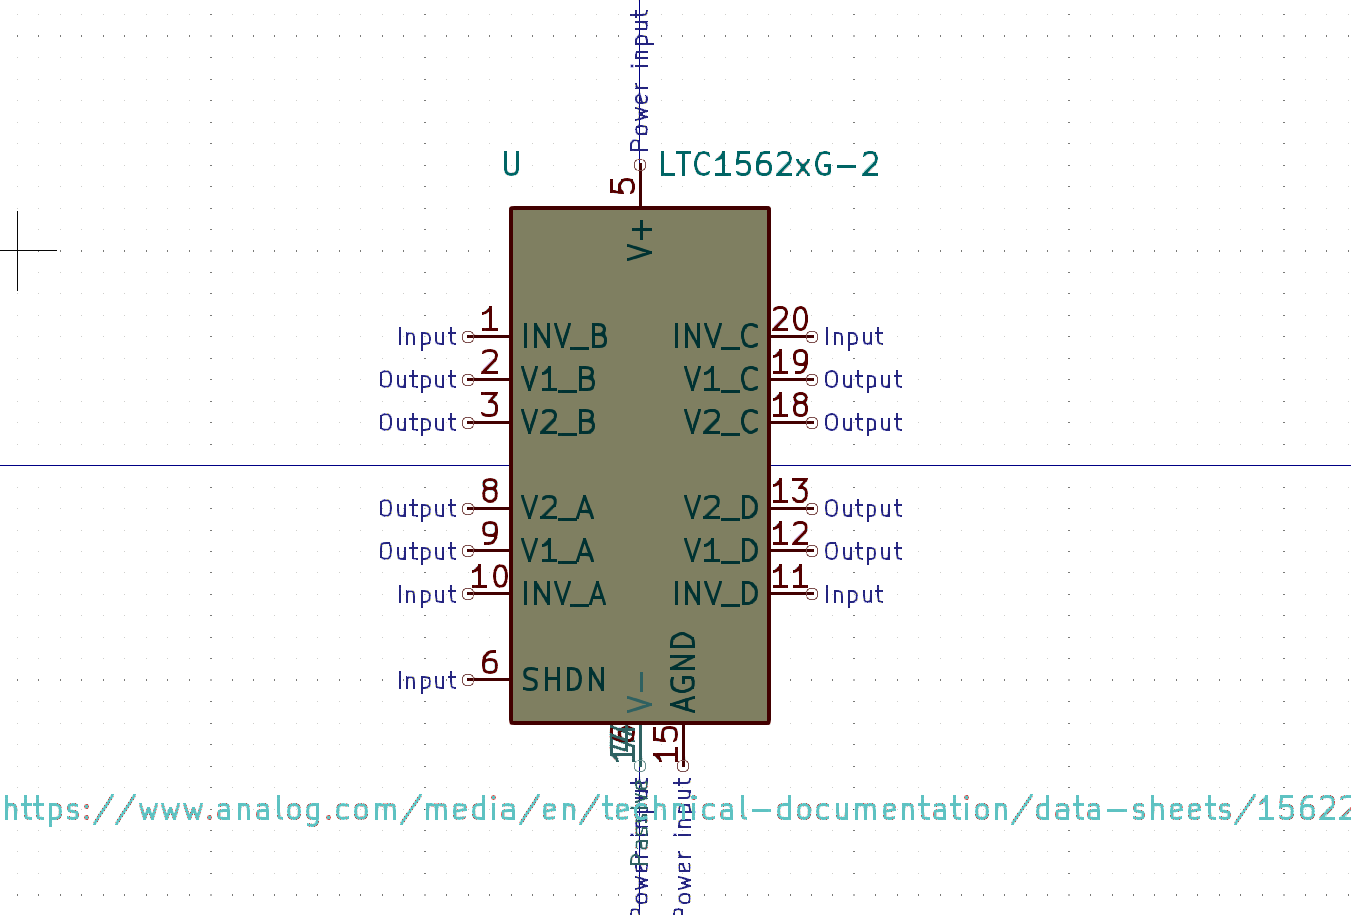 Power input
U LTC1562xG-2
5
V+
Input 1 INV_B INV_C 20 Input
Output 2 V1_B V1_C 19 Output
Output 3 V2_B V2_C 18 Output
Output 8 V2_A V2_D 13 Output
Output 9 V1_A V1_D 12 Output
Input 10 INV_A INV_D 11 Input
Input 6 SHDN V- AGND
15
https://www.analog.com/media/en/technical-documentation/data-sheets/15622
Power input